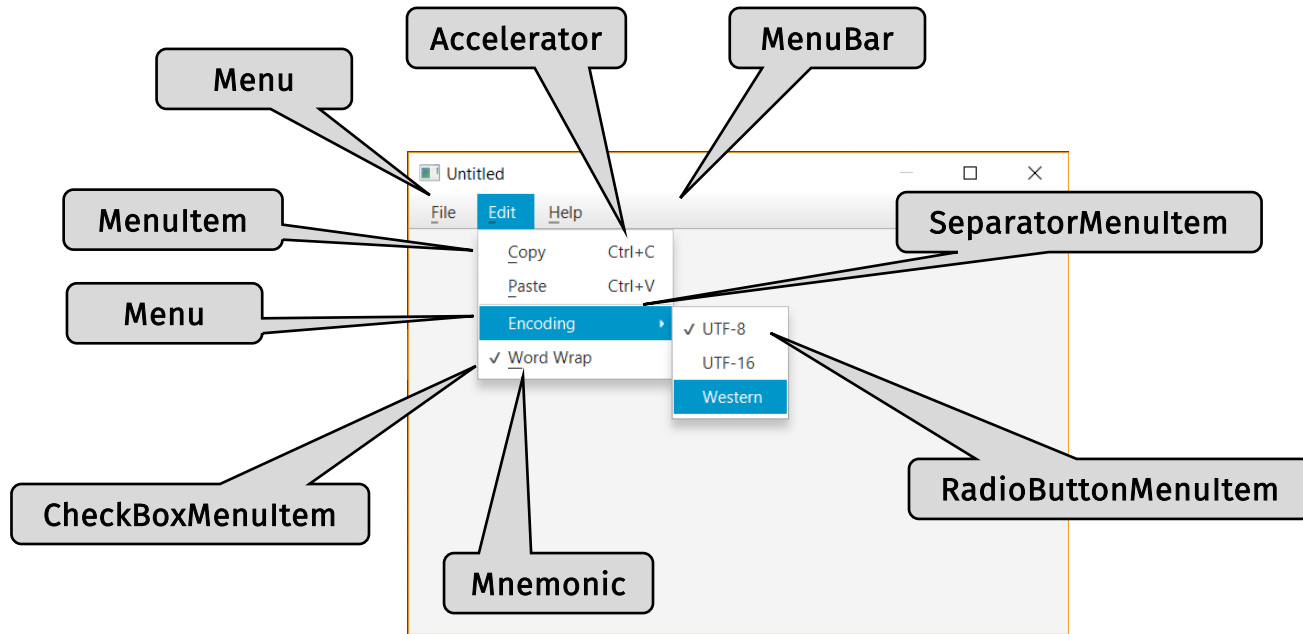 Accelerator
MenuBar
Menu
Untitled
MenuItem
File Edit Help
SeparatorMenuItem
Copy Ctrl+C
Paste Ctrl+V
Menu
Encoding
✓ UTF-8
✓ Word Wrap
UTF-16
Western
CheckBoxMenuItem
RadioButtonMenuItem
Mnemonic